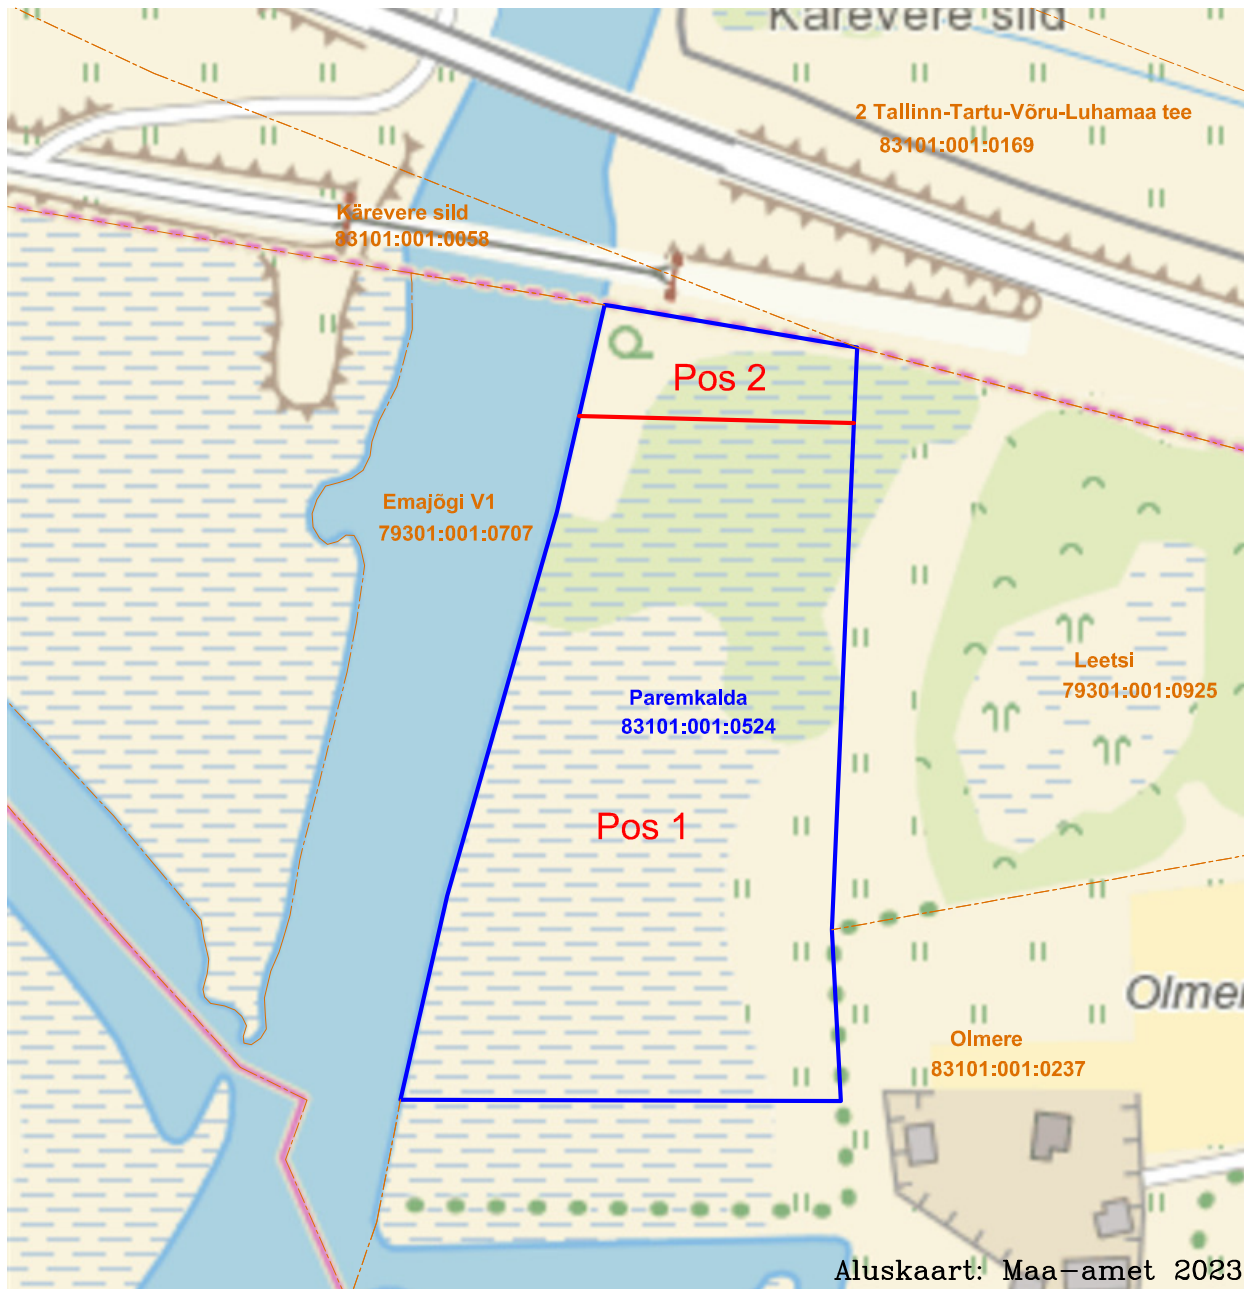 Kärevere sild
2 Tallinn-Tartu-Võru-Luhamaa tee
83101:001:0169
Kärevere sild
83101:001:0058
Pos 2
Emajõgi V1
79301:001:0707
Leetsi
79301:001:0925
Paremkalda
83101:001:0524
Pos 1
Olmer
Olmere
83101:001:0237
Aluskaart: Maa-amet 2023